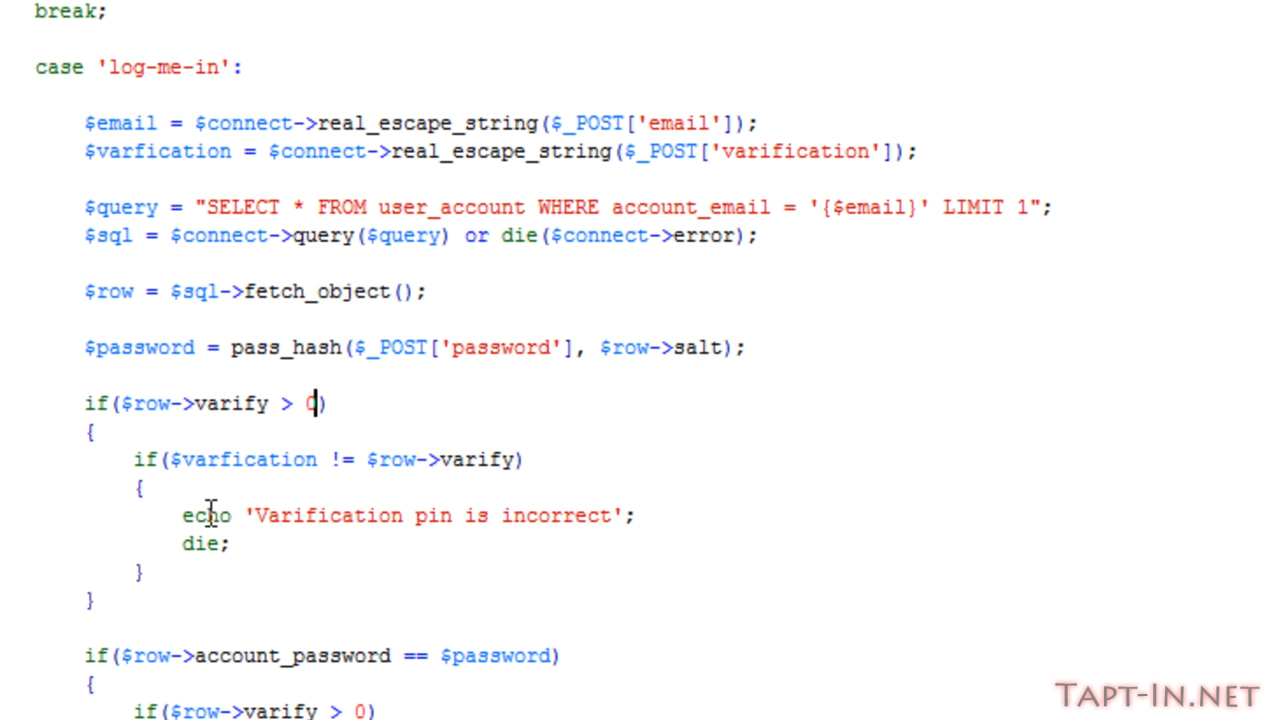 break;
case 'log-me-in':
$email = $connect->real_escape_string($_POST['email']);
$varfication = $connect->real_escape_string($_POST['varification']);
$query = "SELECT * FROM user_account WHERE account_email = '{$email}' LIMIT 1";
$sql = $connect->query($query) or die($connect->error);
$row = $sql->fetch_object();
$password = pass_hash($_POST['password'], $row->salt);
if($row->varify > 0)
{
if($varfication != $row->varify)
{
echo 'Varification pin is incorrect';
die;
}
}
if($row->account_password == $password)
{
if($row->varify > 0)
TAPT-IN.NET